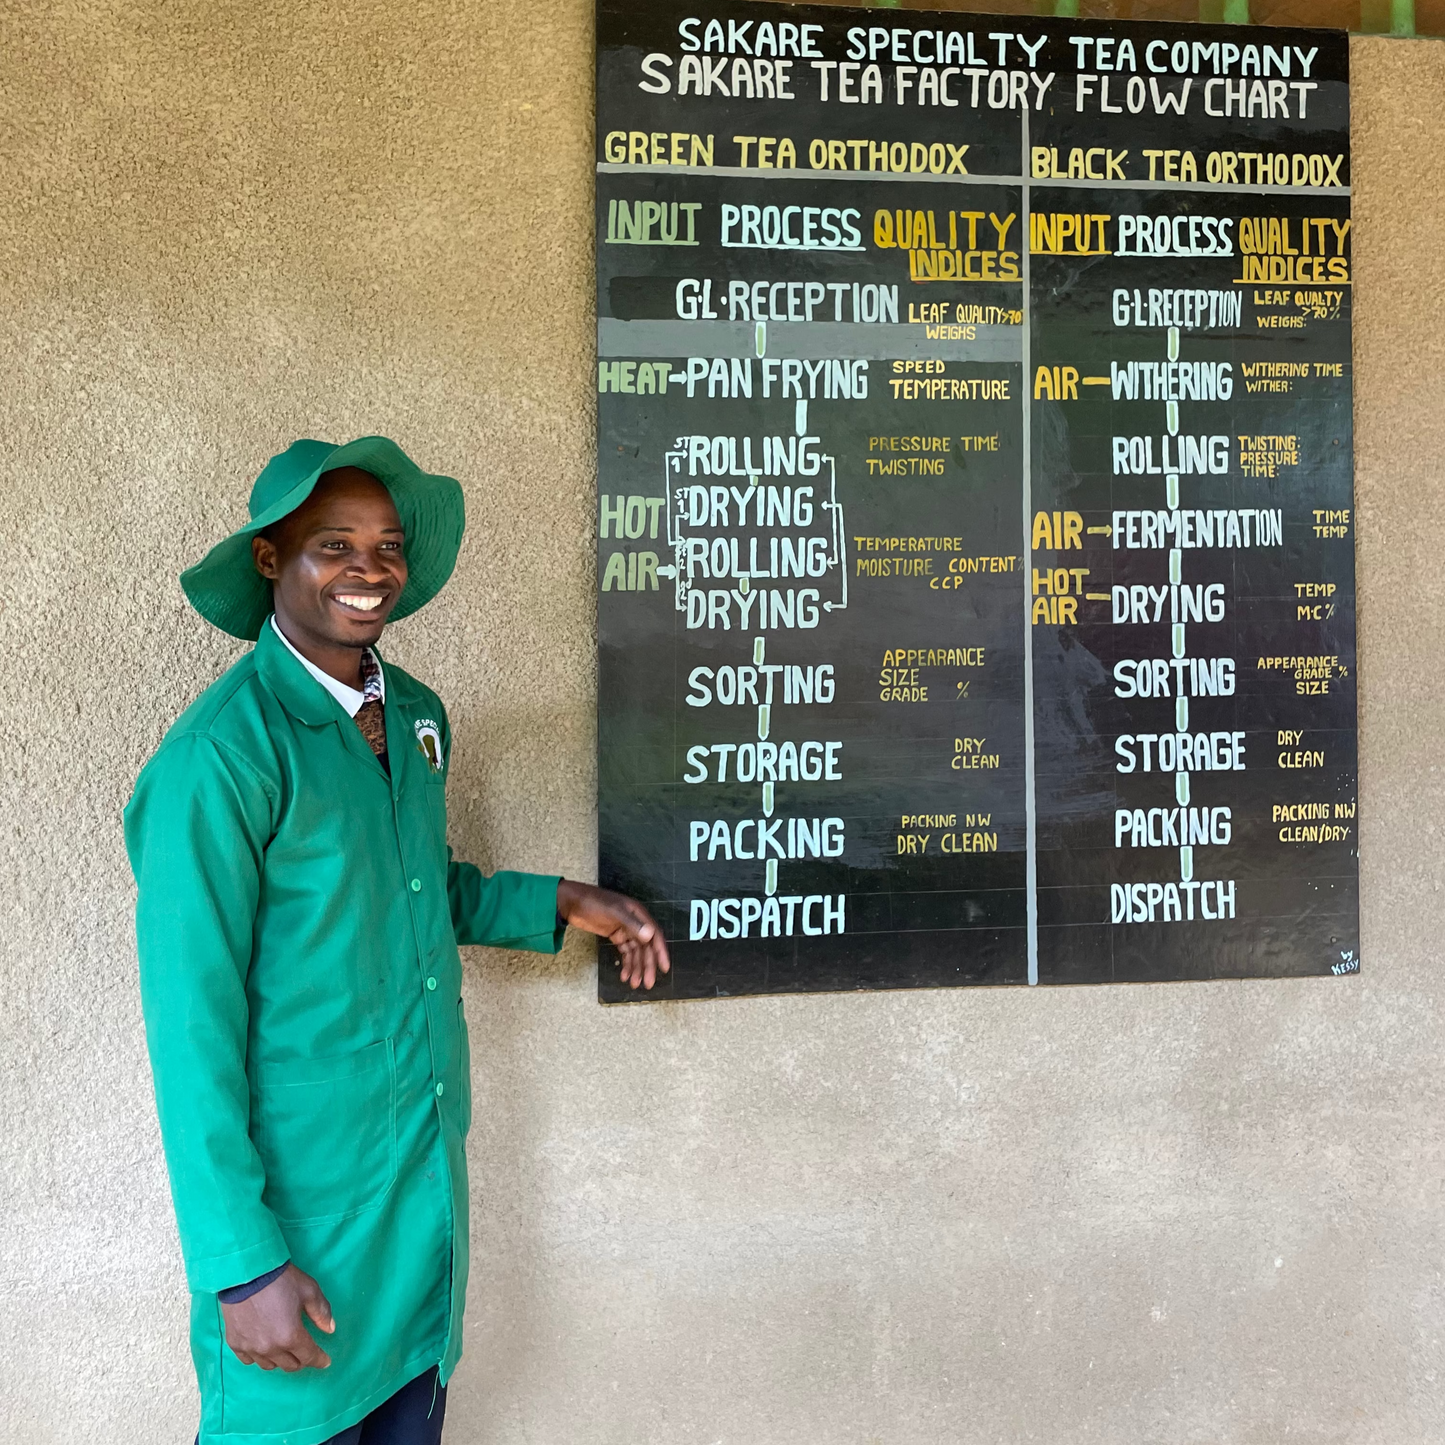 SAKARE SPECIALTY TEA COMPANY
SAKARE TEA FACTORY FLOW CHART
GREEN TEA ORTHODOX
INPUT PROCESS QUALITY
INDICES
G.L.RECEPTION LEAF QUALITY>70
WEIGHS
HEAT PAN FRYING SPEED
TEMPERATURE
1ST ROLLING PRESSURE TIME
TWISTING
HOT
AIR
1ST DRYING
ROLLING TEMPERATURE
MOISTURE CONTENT%
CCP
DRYING
SORTING APPEARANCE
SIZE
GRADE %
STORAGE DRY
CLEAN
PACKING PACKING NW
DRY CLEAN
DISPATCH
BLACK TEA ORTHODOX
INPUT PROCESS QUALITY
INDICES
G.L.RECEPTION LEAF QUALTY
>70%
WEIGHS:
AIR WITHERING WITHERING TIME
WITHER:
ROLLING TWISTING:
PRESSURE:
TIME:
AIR FERMENTATION TIME
TEMP
HOT
AIR
DRYING TEMP
M.C%
SORTING APPEARANCE
GRADE %
SIZE
STORAGE DRY
CLEAN
PACKING PACKING NW
CLEAN/DRY.
DISPATCH
by
KESSY